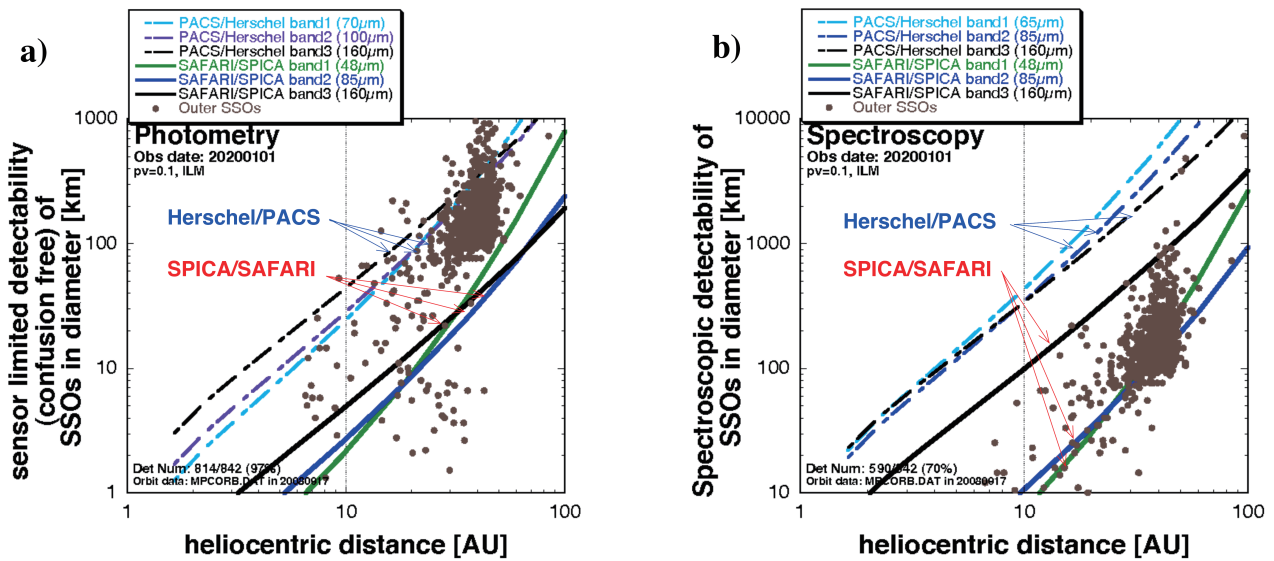 a)
PACS/Herschel band1 (70µm)
PACS/Herschel band2 (100µm)
PACS/Herschel band3 (160µm)
SAFARI/SPICA band1 (48µm)
SAFARI/SPICA band2 (85µm)
SAFARI/SPICA band3 (160µm)
Outer SSOs
sensor limited detectability
(confusion free) of
SSOs in diameter [km]
1000
100
10
1
Photometry
Obs date: 20200101
pv=0.1, ILM
Herschel/PACS
SPICA/SAFARI
Det Num: 814/842 (97%)
Orbit data: MPCORB.DAT in 20080917
1
10
100
heliocentric distance [AU]
b)
PACS/Herschel band1 (65µm)
PACS/Herschel band2 (85µm)
PACS/Herschel band3 (160µm)
SAFARI/SPICA band1 (48µm)
SAFARI/SPICA band2 (85µm)
SAFARI/SPICA band3 (160µm)
Outer SSOs
Spectroscopic detectability of
SSOs in diameter [km]
10000
1000
100
10
Spectroscopy
Obs date: 20200101
pv=0.1, ILM
Herschel/PACS
SPICA/SAFARI
Det Num: 590/842 (70%)
Orbit data: MPCORB.DAT in 20080917
1
10
100
heliocentric distance [AU]